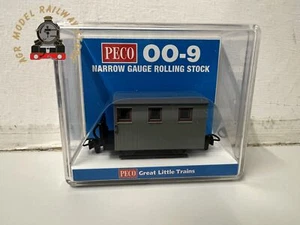 AGR MODEL RAILWAY
PECO
OO-9
NARROW GAUGE ROLLING STOCK
PECO Great Little Trains